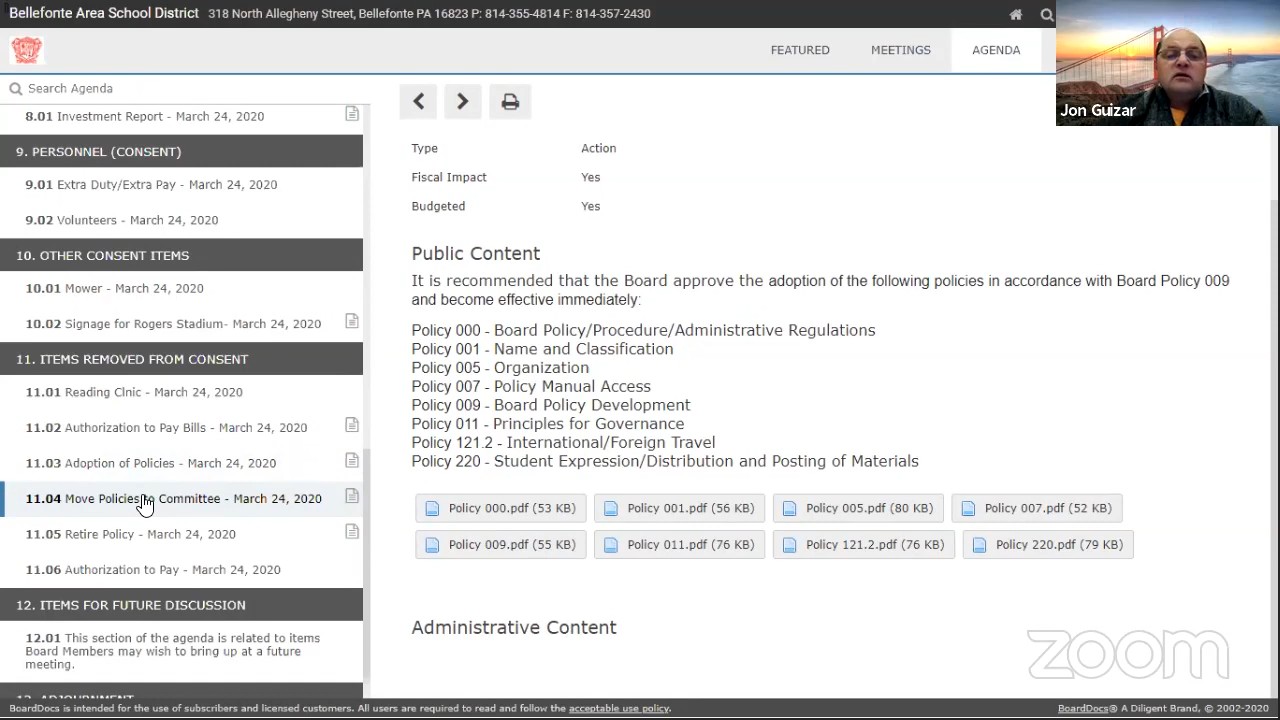 Bellefonte Area School District 318 North Allegheny Street, Bellefonte PA 16823 P: 814-355-4814 F: 814-357-2430
FEATURED MEETINGS AGENDA
Jon Guizar
Search Agenda
8.01 Investment Report - March 24, 2020
9. PERSONNEL (CONSENT)
9.01 Extra Duty/Extra Pay - March 24, 2020
9.02 Volunteers - March 24, 2020
10. OTHER CONSENT ITEMS
10.01 Mower - March 24, 2020
10.02 Signage for Rogers Stadium- March 24, 2020
11. ITEMS REMOVED FROM CONSENT
11.01 Reading Clnic - March 24, 2020
11.02 Authorization to Pay Bills - March 24, 2020
11.03 Adoption of Policies - March 24, 2020
11.04 Move Policies to Committee - March 24, 2020
11.05 Retire Policy - March 24, 2020
11.06 Authorization to Pay - March 24, 2020
12. ITEMS FOR FUTURE DISCUSSION
12.01 This section of the agenda is related to items
Board Members may wish to bring up at a future
meeting.
13. ADJOURNMENT
Type Action
Fiscal Impact Yes
Budgeted Yes
Public Content
It is recommended that the Board approve the adoption of the following policies in accordance with Board Policy 009
and become effective immediately:
Policy 000 - Board Policy/Procedure/Administrative Regulations
Policy 001 - Name and Classification
Policy 005 - Organization
Policy 007 - Policy Manual Access
Policy 009 - Board Policy Development
Policy 011 - Principles for Governance
Policy 121.2 - International/Foreign Travel
Policy 220 - Student Expression/Distribution and Posting of Materials
Policy 000.pdf (53 KB) Policy 001.pdf (56 KB) Policy 005.pdf (80 KB) Policy 007.pdf (52 KB)
Policy 009.pdf (55 KB) Policy 011.pdf (76 KB) Policy 121.2.pdf (76 KB) Policy 220.pdf (79 KB)
Administrative Content
zoom
BoardDocs is intended for the use of subscribers and licensed customers. All users are required to read and follow the acceptable use policy. BoardDocs® A Diligent Brand, © 2002-2020